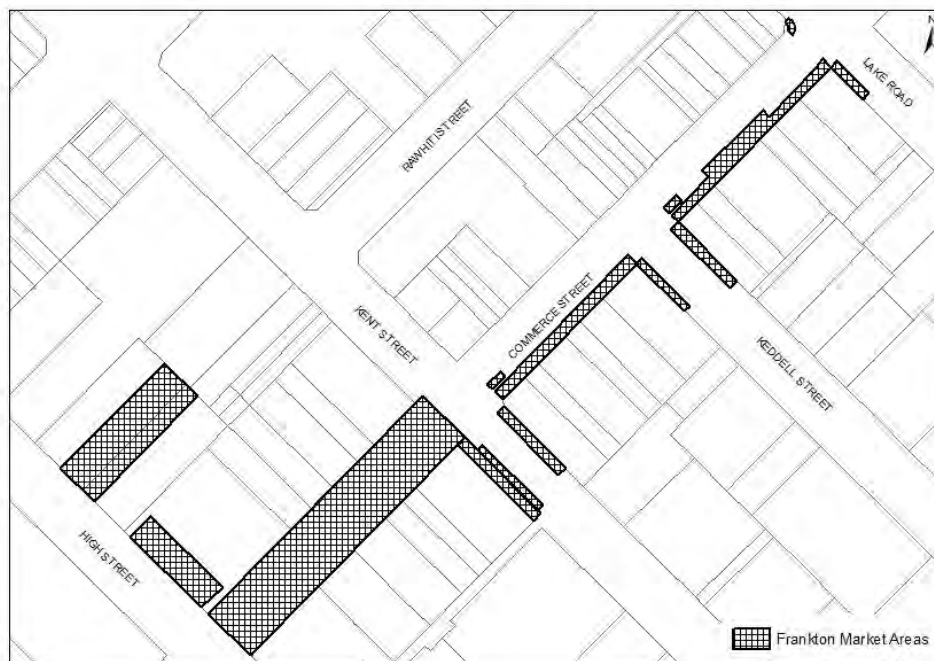 N
LAKE ROAD
RAWHITI STREET
COMMERCE STREET
KENT STREET
KEDDELL STREET
HIGH STREET
Frankton Market Areas